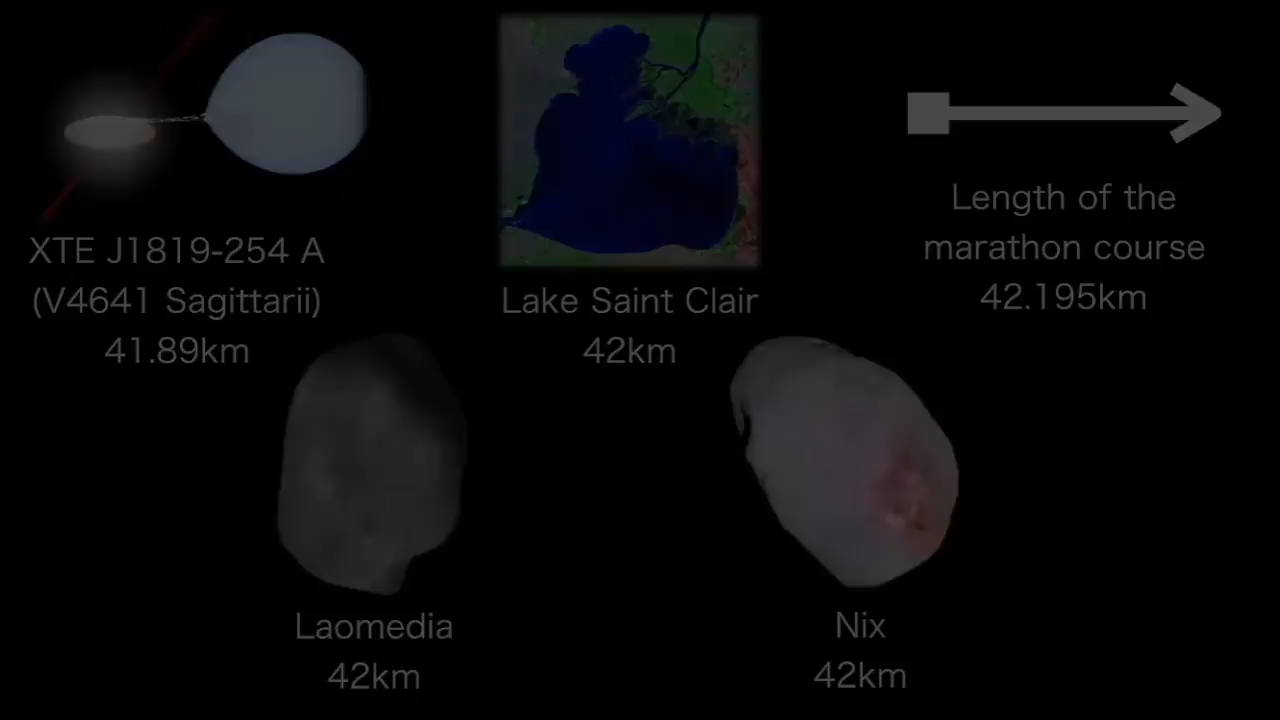 XTE J1819-254 A
(V4641 Sagittarii)
41.89km
Lake Saint Clair
42km
Length of the
marathon course
42.195km
Laomedia
42km
Nix
42km